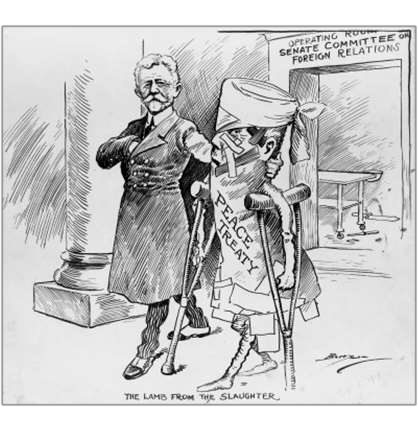 OPERATING ROOM
SENATE COMMITTEE ON
FOREIGN RELATIONS
PEACE
TREATY
THE LAMB FROM THE SLAUGHTER